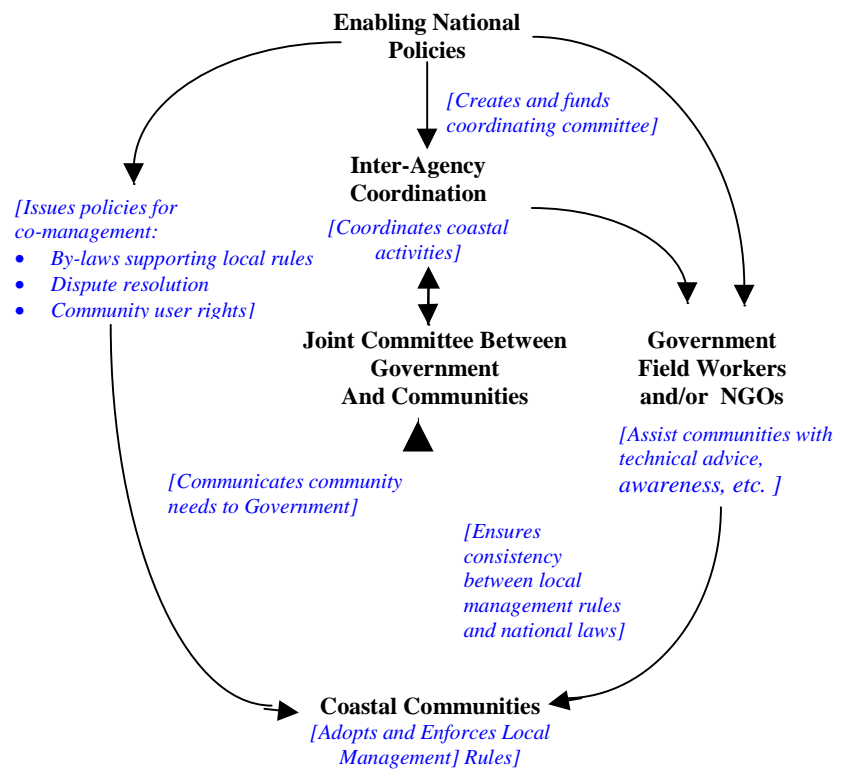 Enabling National
Policies
[Creates and funds
coordinating committee]
Inter-Agency
Coordination
[Coordinates coastal
activities]
[Issues policies for
co-management:
• By-laws supporting local rules
• Dispute resolution
• Community user rights]
Joint Committee Between
Government
And Communities
Government
Field Workers
and/or NGOs
[Assist communities with
technical advice,
awareness, etc. ]
[Communicates community
needs to Government]
[Ensures
consistency
between local
management rules
and national laws]
Coastal Communities
[Adopts and Enforces Local
Management] Rules]